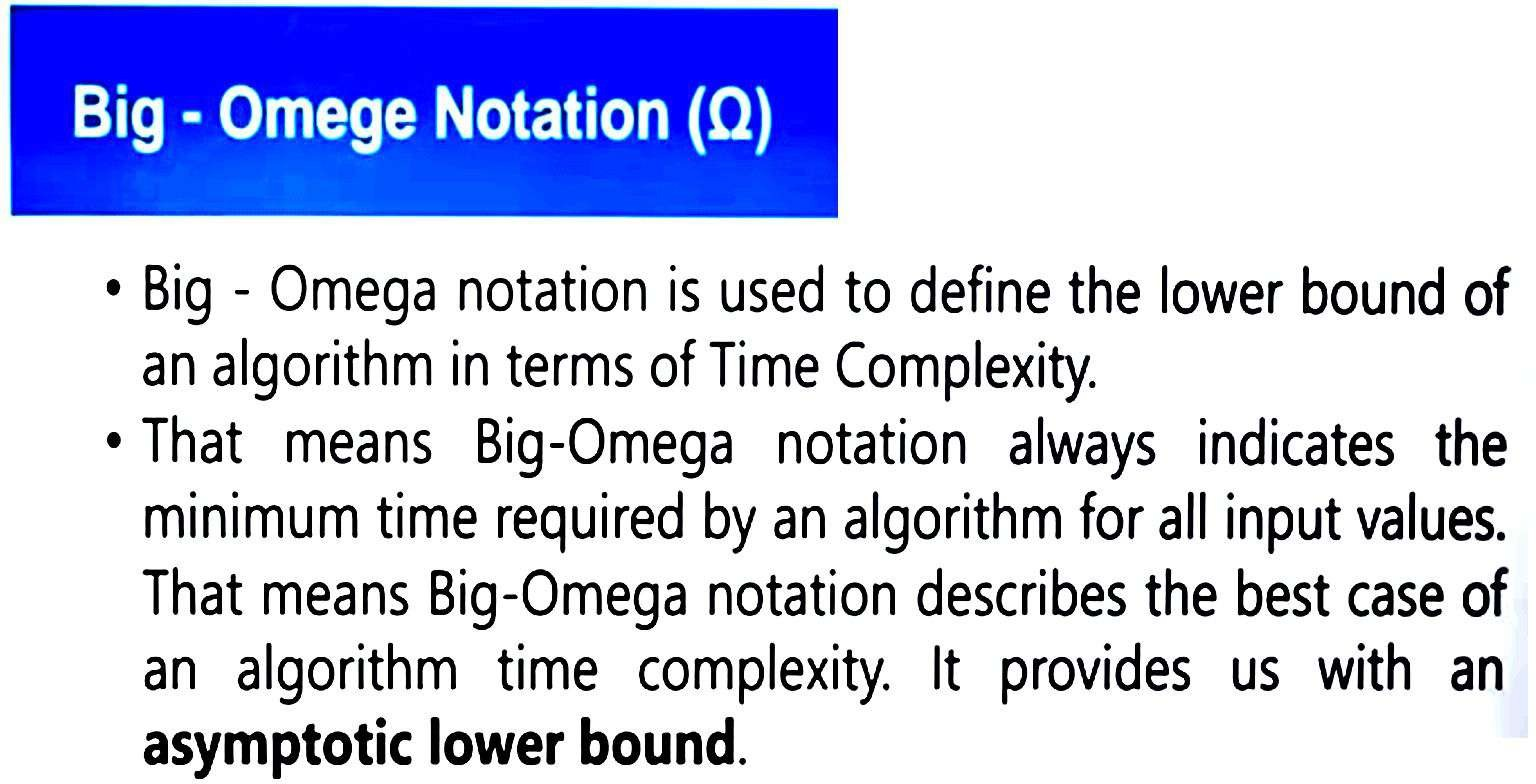 Big - Omege Notation (Ω)
• Big - Omega notation is used to define the lower bound of
an algorithm in terms of Time Complexity.
• That means Big-Omega notation always indicates the
minimum time required by an algorithm for all input values.
That means Big-Omega notation describes the best case of
an algorithm time complexity. It provides us with an
asymptotic lower bound.